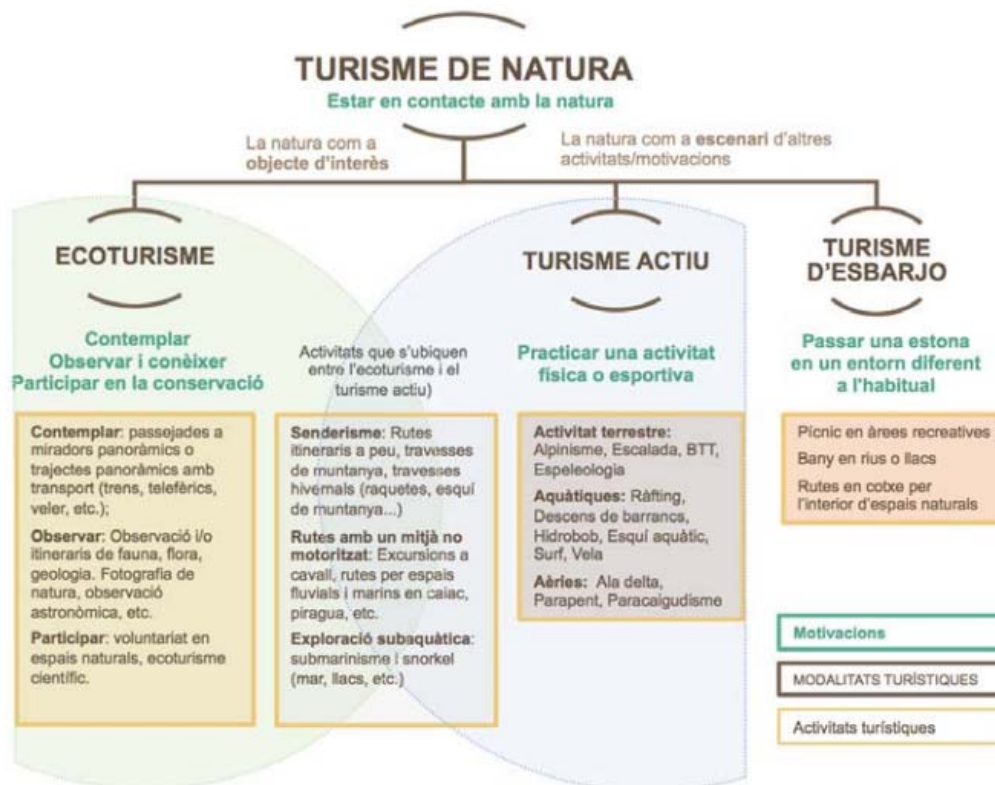 TURISME DE NATURA
Estar en contacte amb la natura
La natura com a
objecte d'interès
La natura com a escenari d'altres
activitats/motivacions
ECOTURISME
Contemplar
Observar i conèixer
Participar en la conservació
Contemplar: passejades a
miradors panoràmics o
trajectes panoràmics amb
transport (trens, telefèrics,
veler, etc.);
Observar: Observació i/o
itineraris de fauna, flora,
geologia. Fotografia de
natura, observació
astronòmica, etc.
Participar: voluntariat en
espais naturals, ecoturisme
científic.
Activitats que s'ubiquen
entre l'ecoturisme i el
turisme actiu)
Senderisme: Rutes
itineraris a peu, travesses
de muntanya, travesses
hivernals (raquetes, esquí
de muntanya...)
Rutes amb un mitjà no
motoritzat: Excursions a
cavall, rutes per espais
fluvials i marins en caiac,
piragua, etc.
Exploració subaquàtica:
submarinisme i snorkel
(mar, llacs, etc.)
TURISME ACTIU
Practicar una activitat
física o esportiva
Activitat terrestre:
Alpinisme, Escalada, BTT,
Espeleologia
Aquàtiques: Ràfting,
Descens de barrancs,
Hidrobob, Esquí aquàtic,
Surf, Vela
Aèries: Ala delta,
Parapent, Paracaigudisme
TURISME
D'ESBARJO
Passar una estona
en un entorn diferent
a l'habitual
Pícnic en àrees recreatives
Bany en rius o llacs
Rutes en cotxe per
l'interior d'espais naturals
Motivacions
MODALITATS TURÍSTIQUES
Activitats turístiques